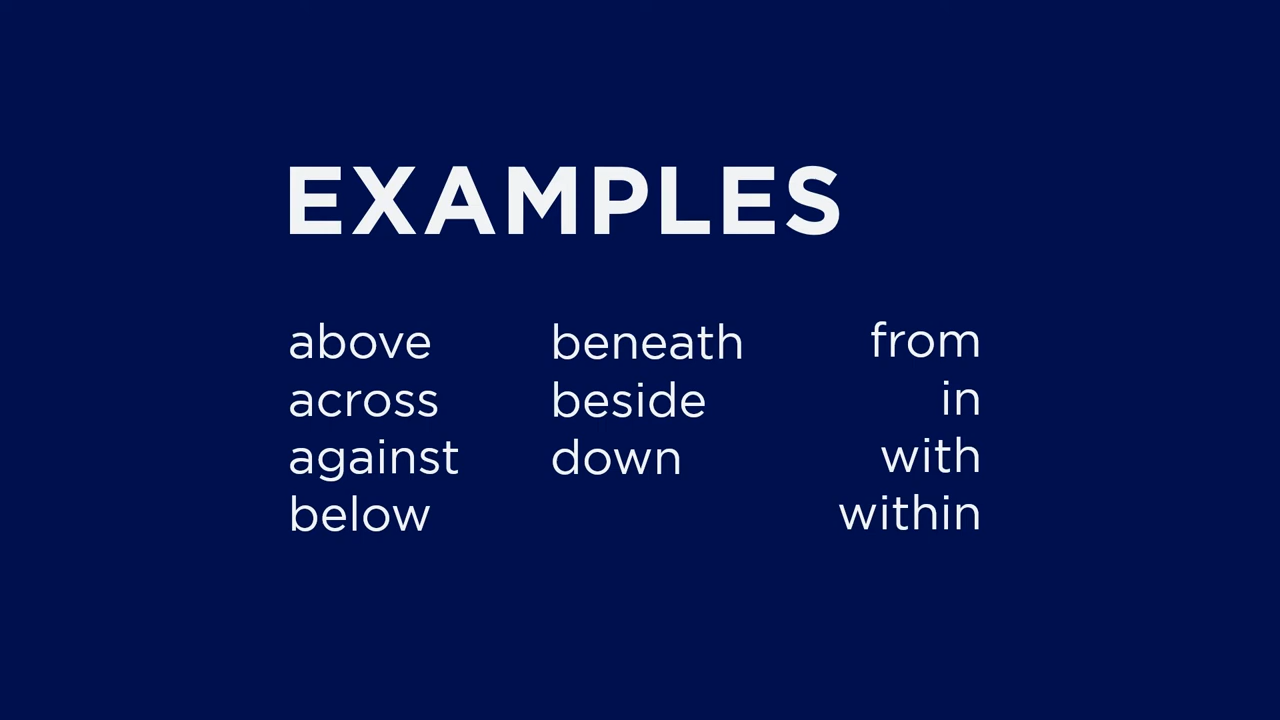 EXAMPLES
above
across
against
below
beneath
beside
down
from
in
with
within